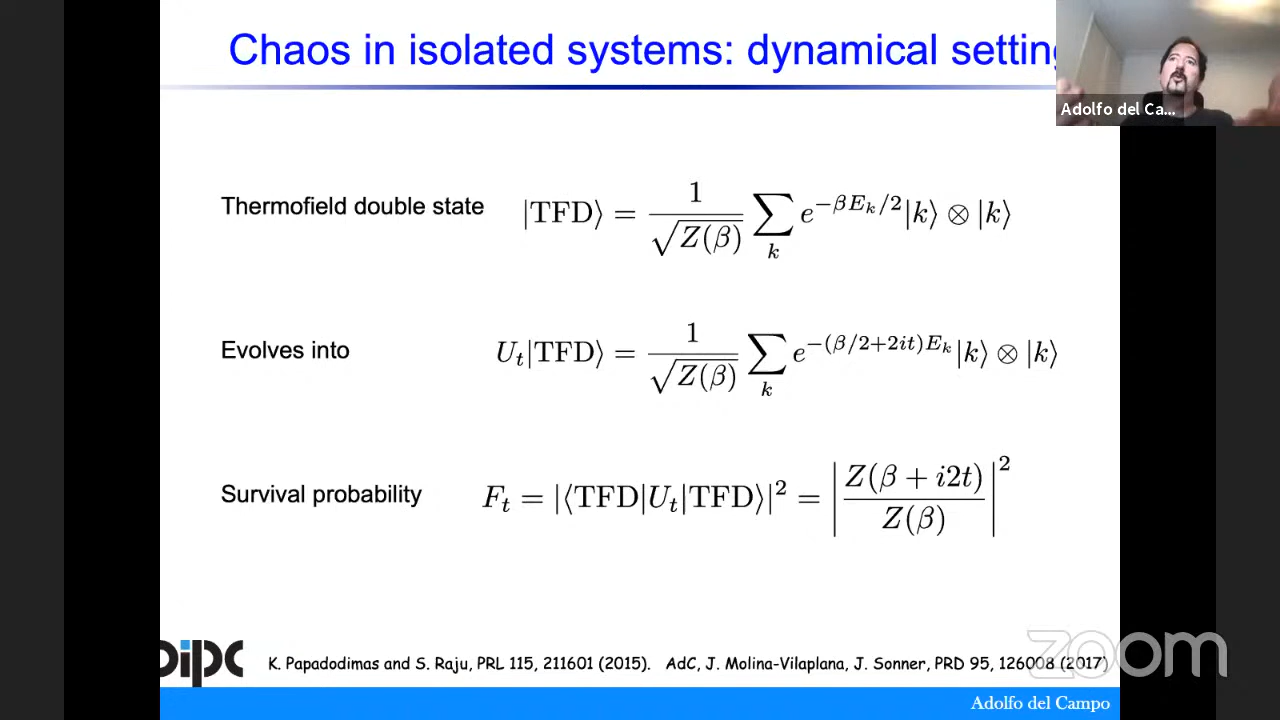 Chaos in isolated systems: dynamical setting
Adolfo del Ca...
Thermofield double state |TFD⟩ = 1/√Z(β) ∑_k e^{−βE_k/2}|k⟩ ⊗ |k⟩
Evolves into U_t|TFD⟩ = 1/√Z(β) ∑_k e^{−(β/2+2it)E_k}|k⟩ ⊗ |k⟩
Survival probability F_t = |⟨TFD|U_t|TFD⟩|² = |Z(β + i2t)/Z(β)|²
dipc
K. Papadodimas and S. Raju, PRL 115, 211601 (2015). AdC, J. Molina-Vilaplana, J. Sonner, PRD 95, 126008 (2017)
zoom
Adolfo del Campo